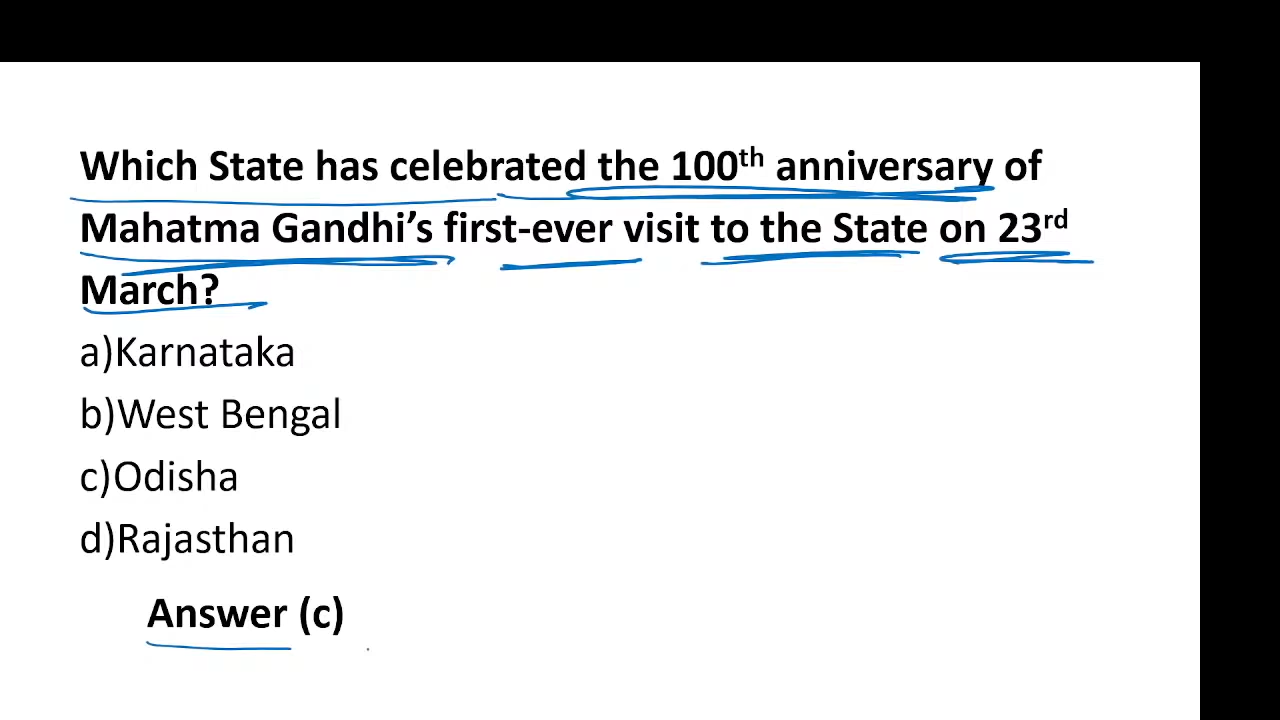 Which State has celebrated the 100th anniversary of
Mahatma Gandhi’s first-ever visit to the State on 23rd
March?
a)Karnataka
b)West Bengal
c)Odisha
d)Rajasthan
Answer (c)